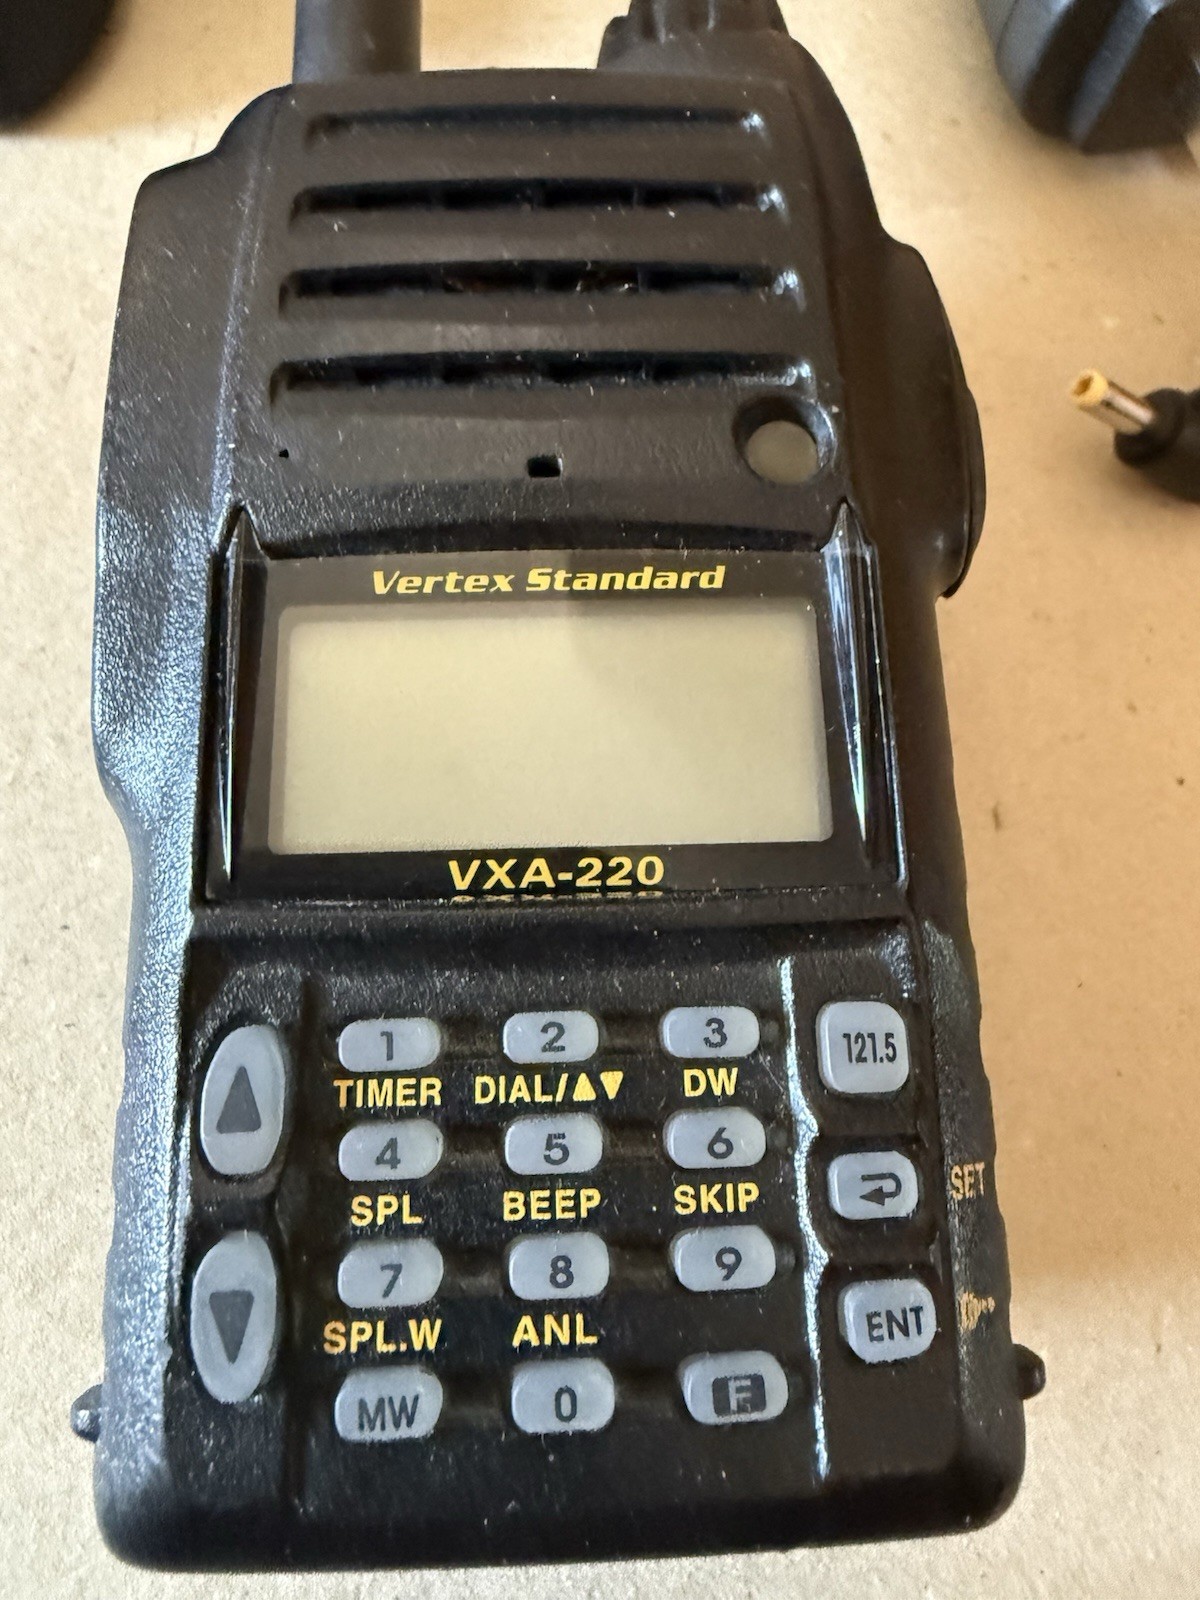 Vertex Standard
VXA-220
1 2 3 121.5
TIMER DIAL/▲▼ DW
4 5 6
SET
SPL BEEP SKIP
7 8 9
ENT
SPL.W ANL
MW 0 F